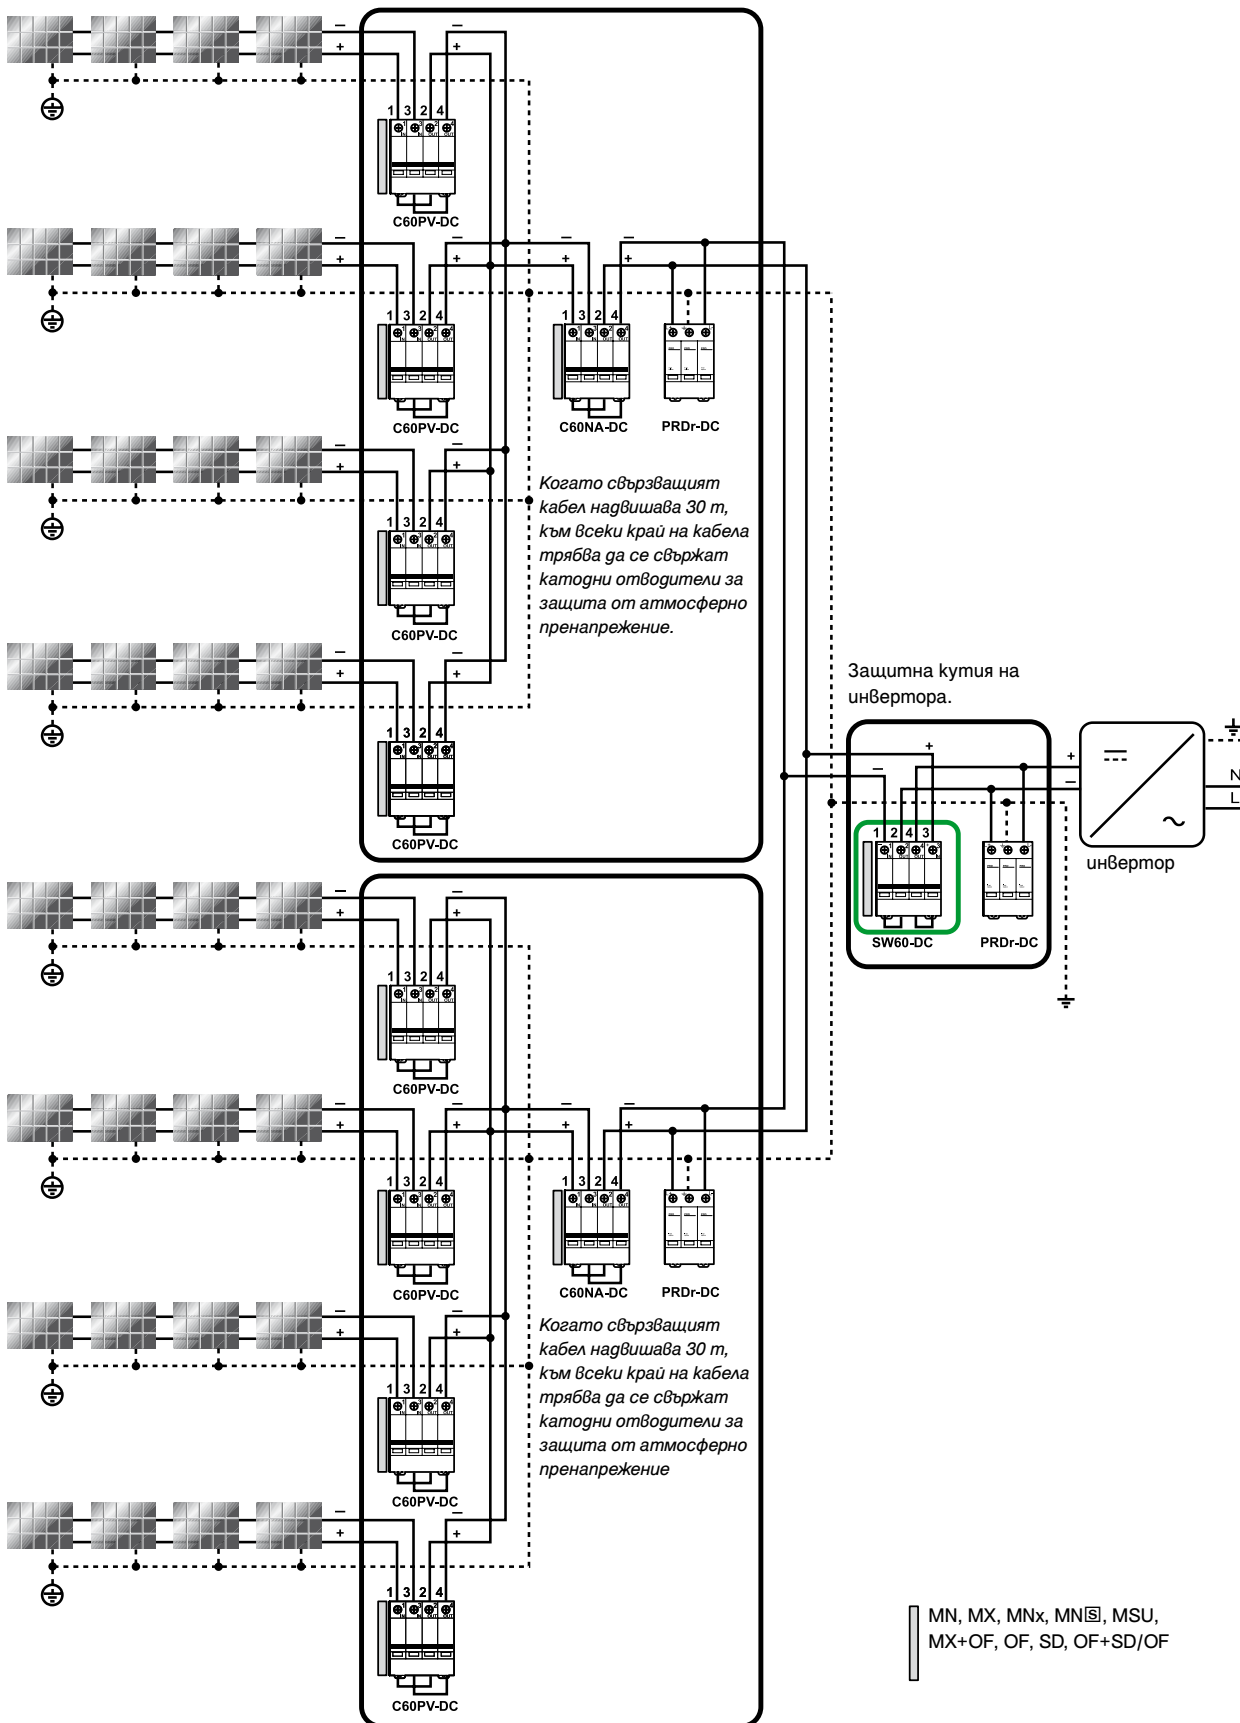 1 3 2 4
C60PV-DC
1 3 2 4
C60PV-DC
1 3 2 4
C60NA-DC
PRDr-DC
1 3 2 4
C60PV-DC
Когато свързващият
кабел надвишава 30 m,
към всеки край на кабела
трябва да се свържат
катодни отводители за
защита от атмосферно
пренапрежение.
1 3 2 4
C60PV-DC
Защитна кутия на
инвертора.
N
L
1 2 4 3
SW60-DC
PRDr-DC
инвертор
1 3 2 4
C60PV-DC
1 3 2 4
C60PV-DC
1 3 2 4
C60NA-DC
PRDr-DC
Когато свързващият
кабел надвишава 30 m,
към всеки край на кабела
трябва да се свържат
катодни отводители за
защита от атмосферно
пренапрежение
1 3 2 4
C60PV-DC
1 3 2 4
C60PV-DC
MN, MX, MNx, MN🅂, MSU,
MX+OF, OF, SD, OF+SD/OF